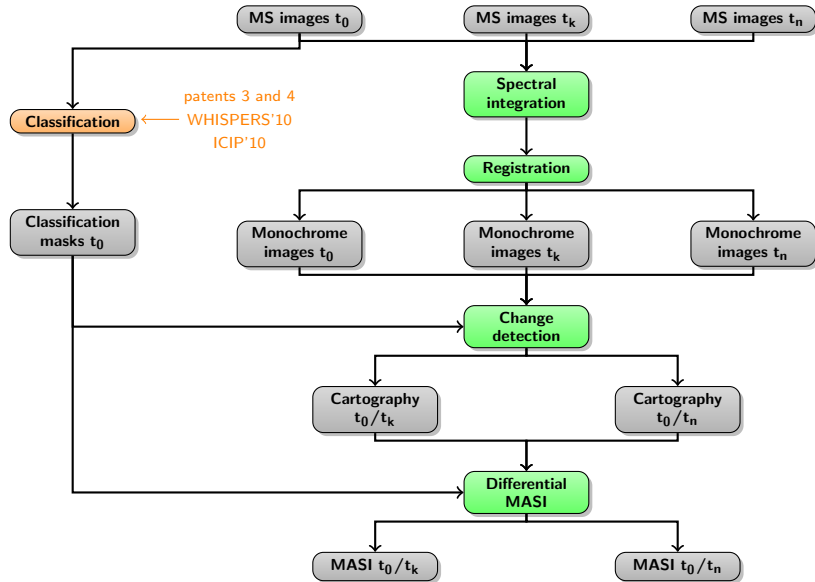 MS images t₀
MS images tₖ
MS images tₙ
Spectral
integration
patents 3 and 4
WHISPERS'10
ICIP'10
Classification
Registration
Classification
masks t₀
Monochrome
images t₀
Monochrome
images tₖ
Monochrome
images tₙ
Change
detection
Cartography
t₀/tₖ
Cartography
t₀/tₙ
Differential
MASI
MASI t₀/tₖ
MASI t₀/tₙ